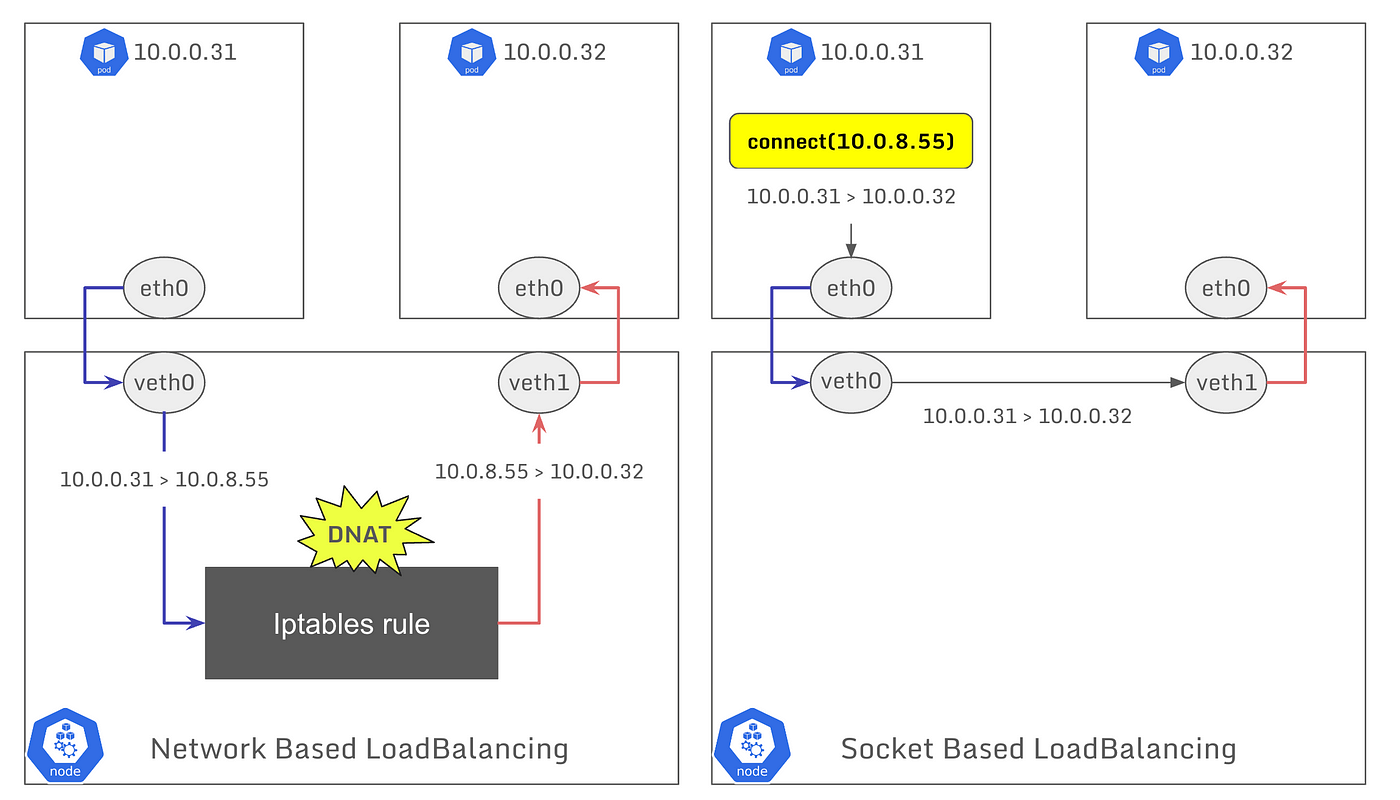 pod
10.0.0.31
pod
10.0.0.32
eth0
eth0
veth0
veth1
10.0.0.31 > 10.0.8.55
10.0.8.55 > 10.0.0.32
DNAT
Iptables rule
node
Network Based LoadBalancing
pod
10.0.0.31
pod
10.0.0.32
connect(10.0.8.55)
10.0.0.31 > 10.0.0.32
eth0
eth0
veth0
veth1
10.0.0.31 > 10.0.0.32
node
Socket Based LoadBalancing